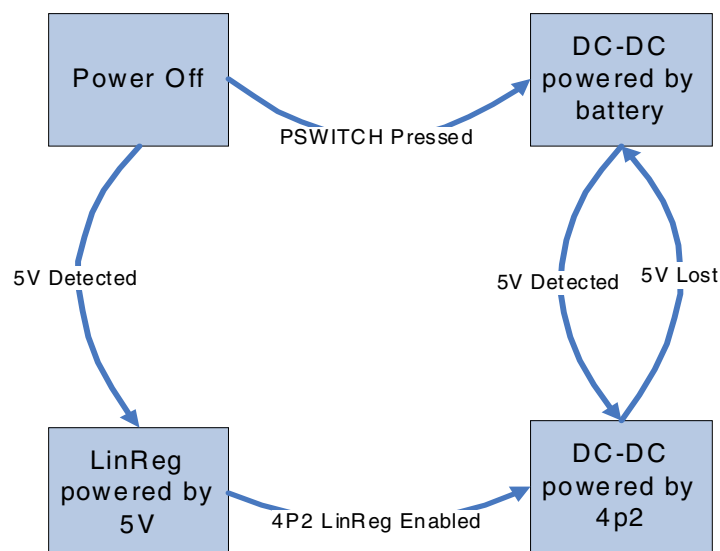 Power Off
DC-DC
powered by
battery
PSWITCH Pressed
5V Detected
5V Detected
5V Lost
LinReg
powered by
5V
4P2 LinReg Enabled
DC-DC
powered by
4p2